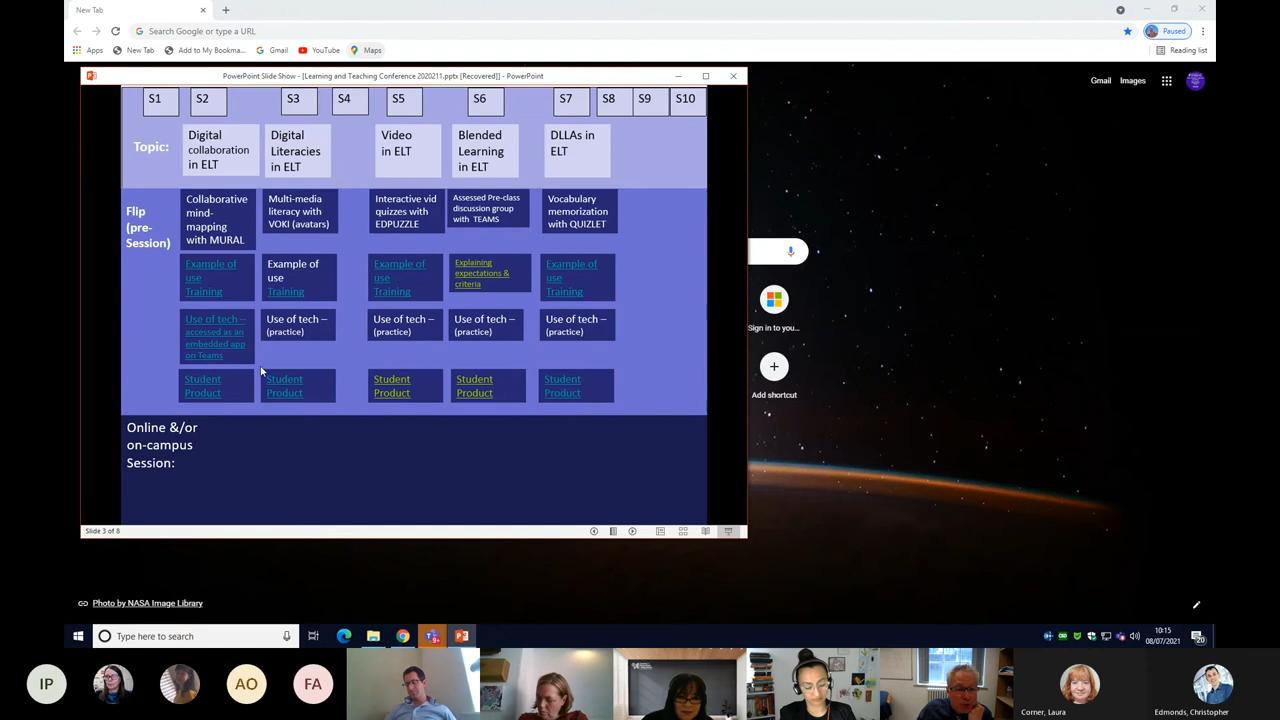 New Tab
Search Google or type a URL
Paused
Apps
New Tab
Add to My Bookma...
Gmail
YouTube
Maps
Reading list
PowerPoint Slide Show - [Learning and Teaching Conference 2020211.pptx [Recovered]] - PowerPoint
Gmail
Images
S1
S2
S3
S4
S5
S6
S7
S8
S9
S10
Topic:
Digital
collaboration
in ELT
Digital
Literacies
in ELT
Video
in ELT
Blended
Learning
in ELT
DLLAs in
ELT
Flip
(pre-
Session)
Collaborative
mind-
mapping
with MURAL
Multi-media
literacy with
VOKI (avatars)
Interactive vid
quizzes with
EDPUZZLE
Assessed Pre-class
discussion group
with TEAMS
Vocabulary
memorization
with QUIZLET
Example of
use
Training
Example of
use
Training
Example of
use
Training
Explaining
expectations &
criteria
Example of
use
Training
Use of tech –
accessed as an
embedded app
on Teams
Use of tech –
(practice)
Use of tech –
(practice)
Use of tech –
(practice)
Use of tech –
(practice)
Student
Product
Student
Product
Student
Product
Student
Product
Student
Product
Online &/or
on-campus
Session:
Slide 3 of 8
Sign in to you...
Add shortcut
Photo by NASA Image Library
Type here to search
9+
10:15
08/07/2021
20
IP
AO
FA
Corner, Laura
Edmonds, Christopher